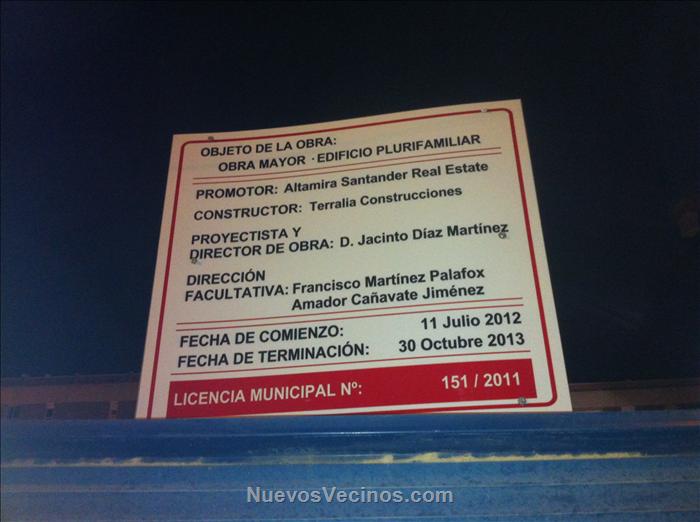 OBJETO DE LA OBRA:
OBRA MAYOR · EDIFICIO PLURIFAMILIAR
PROMOTOR: Altamira Santander Real Estate
CONSTRUCTOR: Terralia Construcciones
PROYECTISTA Y
DIRECTOR DE OBRA: D. Jacinto Díaz Martínez
DIRECCIÓN
FACULTATIVA: Francisco Martínez Palafox
Amador Cañavate Jiménez
FECHA DE COMIENZO: 11 Julio 2012
FECHA DE TERMINACIÓN: 30 Octubre 2013
LICENCIA MUNICIPAL Nº: 151 / 2011
NuevosVecinos.com